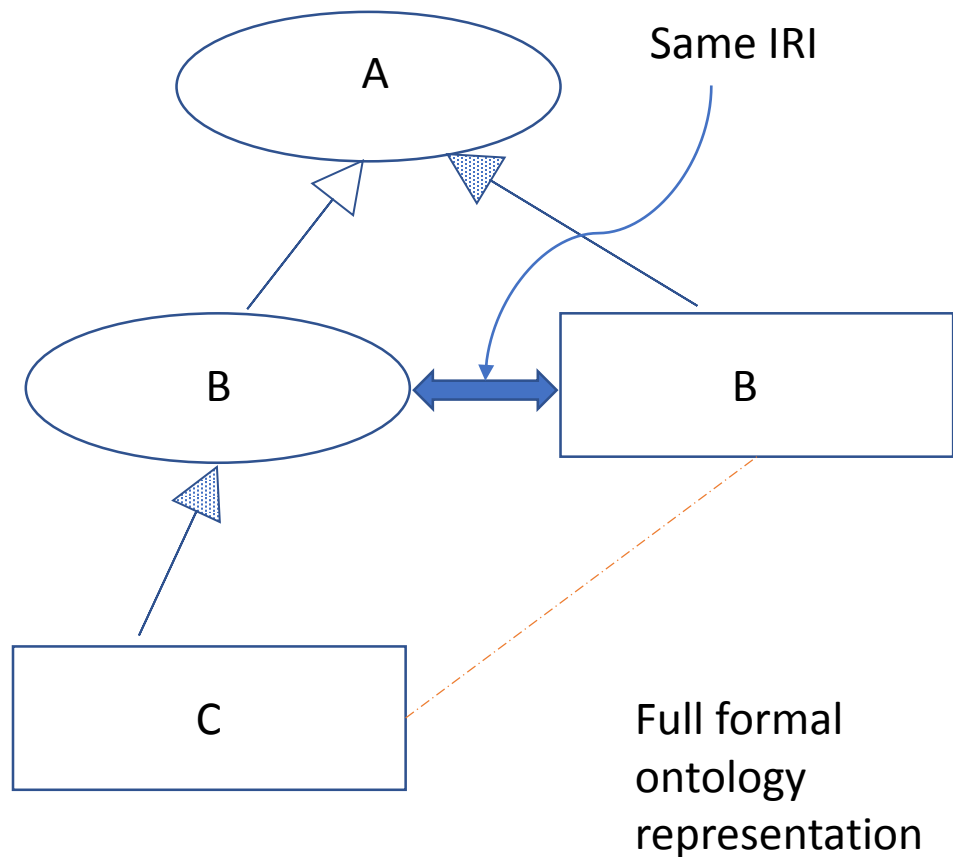 Same IRI
A
B
B
C
Full formal
ontology
representation